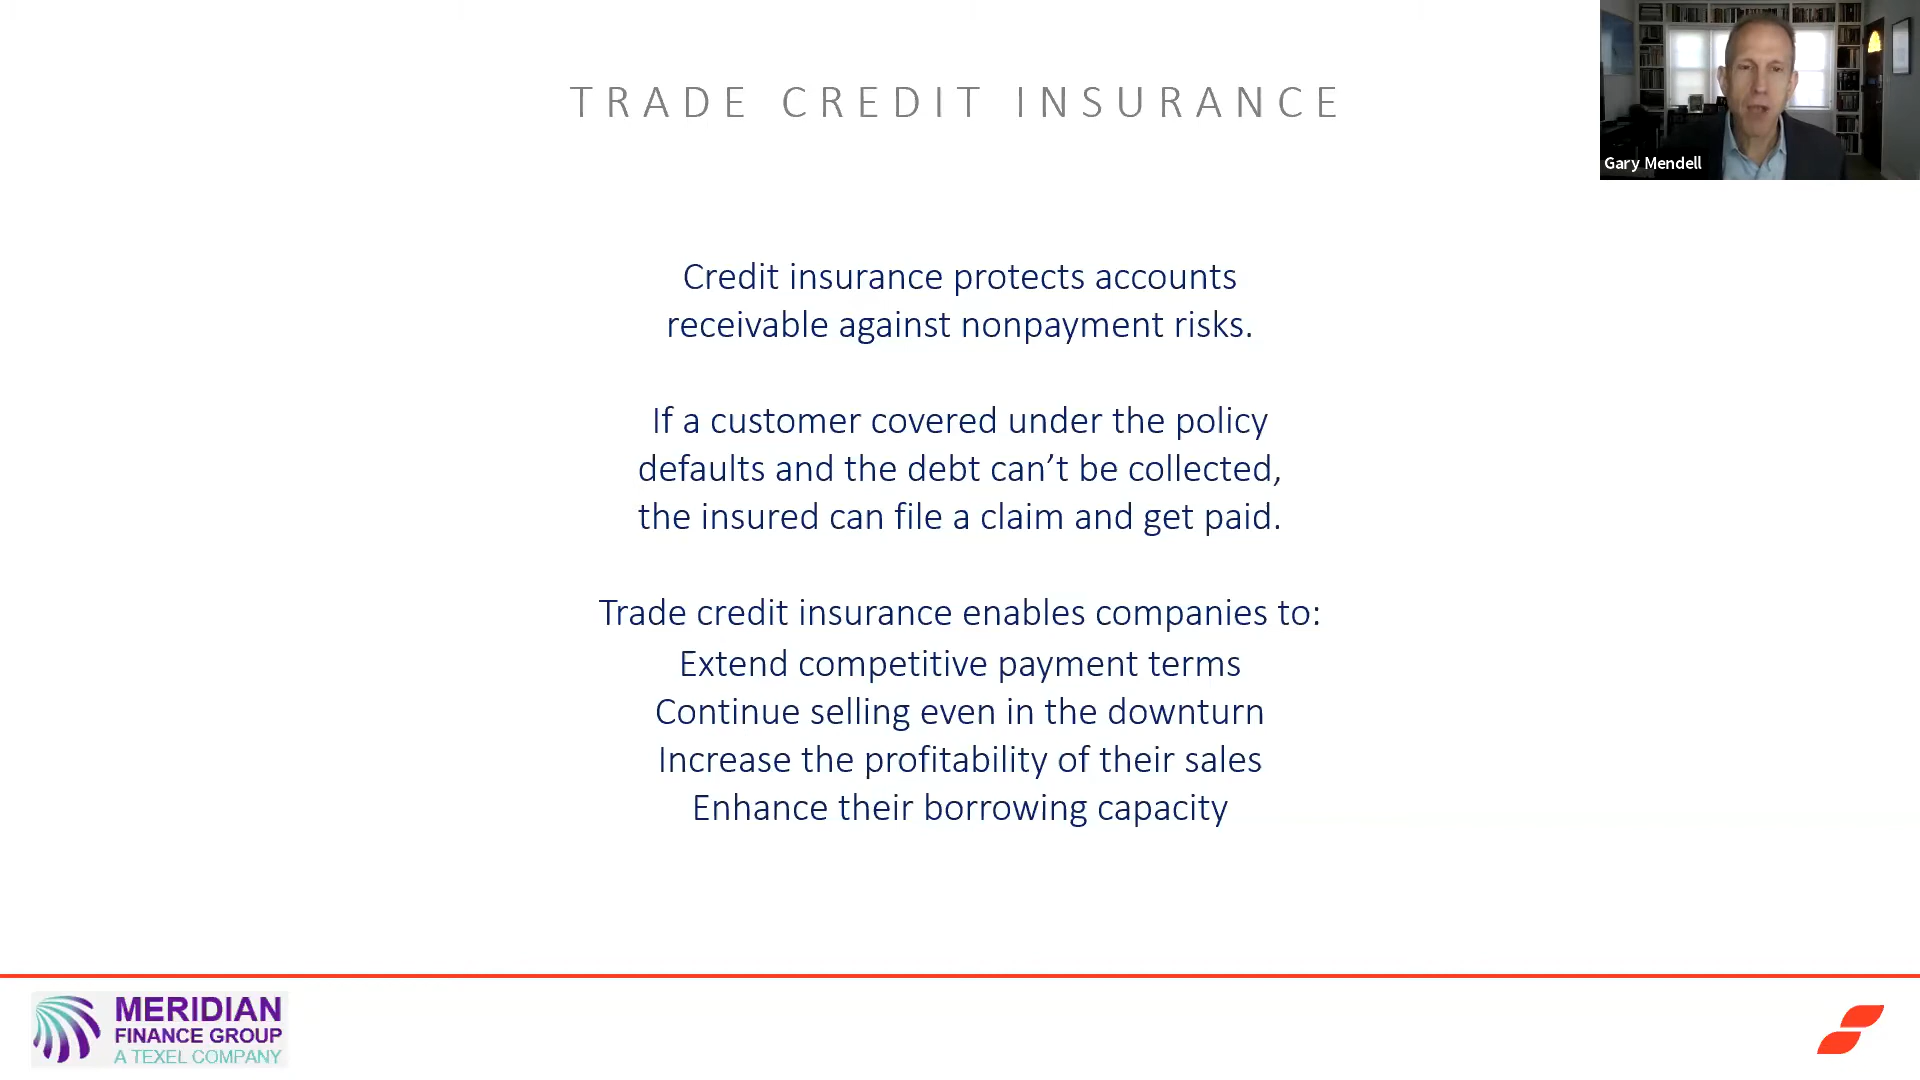 TRADE CREDIT INSURANCE
Gary Mendell
Credit insurance protects accounts
receivable against nonpayment risks.
If a customer covered under the policy
defaults and the debt can’t be collected,
the insured can file a claim and get paid.
Trade credit insurance enables companies to:
Extend competitive payment terms
Continue selling even in the downturn
Increase the profitability of their sales
Enhance their borrowing capacity
MERIDIAN
FINANCE GROUP
A TEXEL COMPANY